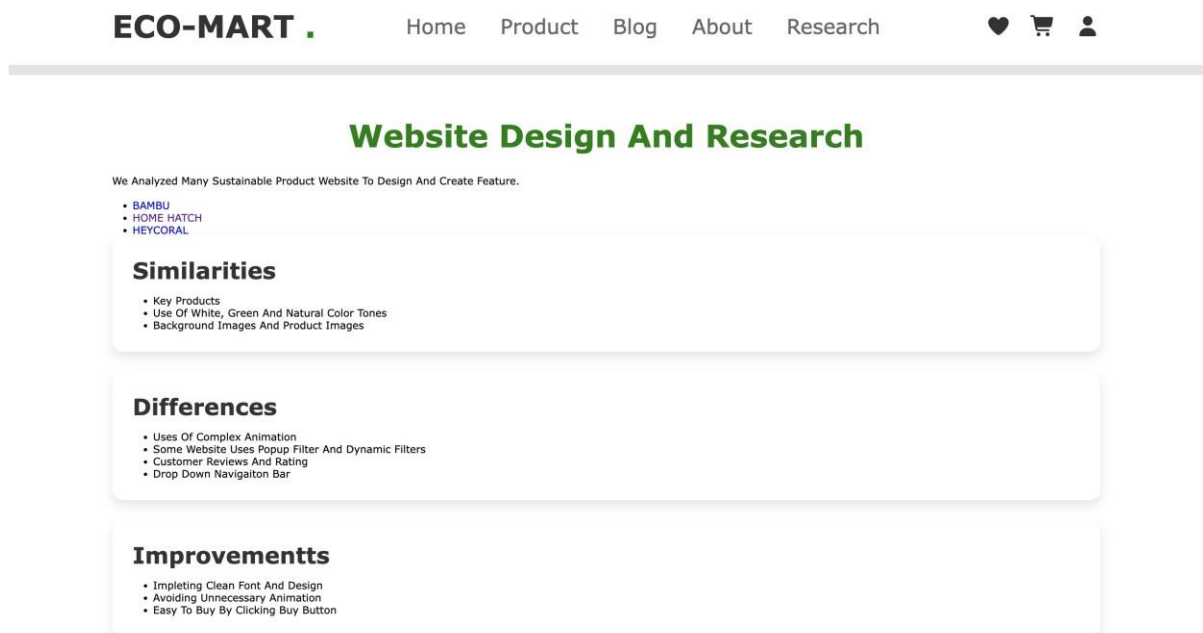 ECO-MART .
Home Product Blog About Research
Website Design And Research
We Analyzed Many Sustainable Product Website To Design And Create Feature.
• BAMBU
• HOME HATCH
• HEYCORAL
Similarities
• Key Products
• Use Of White, Green And Natural Color Tones
• Background Images And Product Images
Differences
• Uses Of Complex Animation
• Some Website Uses Popup Filter And Dynamic Filters
• Customer Reviews And Rating
• Drop Down Navigaiton Bar
Improvementts
• Impleting Clean Font And Design
• Avoiding Unnecessary Animation
• Easy To Buy By Clicking Buy Button